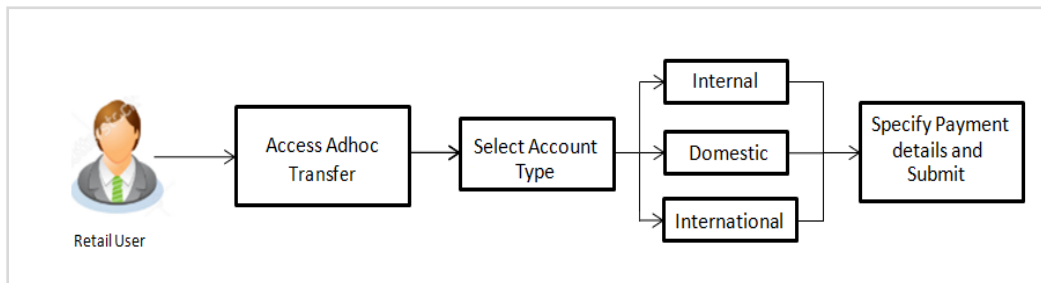 Retail User
Access Adhoc
Transfer
Select Account
Type
Internal
Domestic
International
Specify Payment
details and
Submit